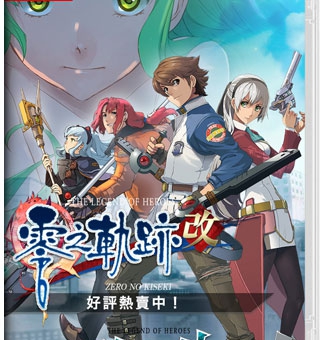 THE LEGEND OF HEROES
零之軌跡 改
ZERO NO KISEKI
好評熱賣中！
THE LEGEND OF HEROES